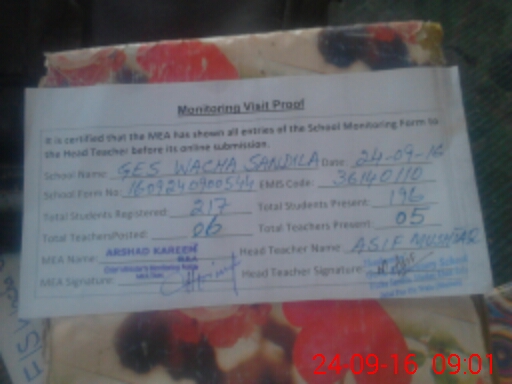 Monitoring Visit Proof
It is certified that the MEA has shown all entries of the School Monitoring Form to
the Head Teacher before its online submission.
School Name: GES WACHA SANDILA Date: 24-09-16
School Form No: 1609240900544 EMIS Code: 36140110
Total Students Registered: 217 Total Students Present: 196
Total TeachersPosted: 06 Total Teachers Present: 05
MEA Name: ARSHAD KAREEM Head Teacher Name: ASIF MUSHTAQ
MEA
MEA Signature: Head Teacher Signature:
24-09-16 09:01